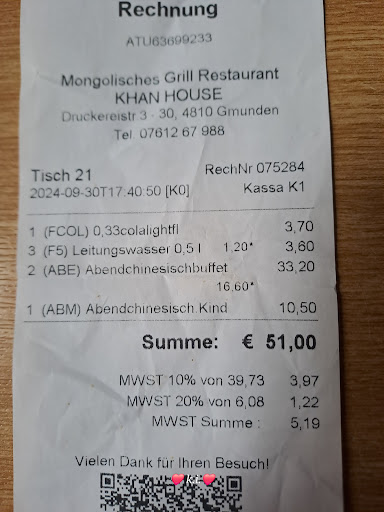 Rechnung
ATU63699233
Mongolisches Grill Restaurant
KHAN HOUSE
Druckereistr 3 - 30, 4810 Gmunden
Tel. 07612 67 988
Tisch 21 RechNr 075284
2024-09-30T17:40:50 [K0] Kassa K1
1 (FCOL) 0,33colalightfl 3,70
3 (F5) Leitungswasser 0,5 l 1,20* 3,60
2 (ABE) Abendchinesischbuffet 33,20
16,60*
1 (ABM) Abendchinesisch.Kind 10,50
Summe: € 51,00
MWST 10% von 39,73 3,97
MWST 20% von 6,08 1,22
MWST Summe : 5,19
Vielen Dank für Ihren Besuch!